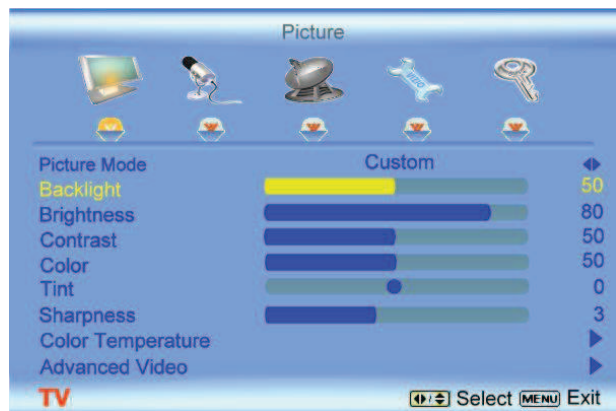 Picture
VIZIO
Picture Mode Custom
Backlight 50
Brightness 80
Contrast 50
Color 50
Tint 0
Sharpness 3
Color Temperature
Advanced Video
TV Select MENU Exit